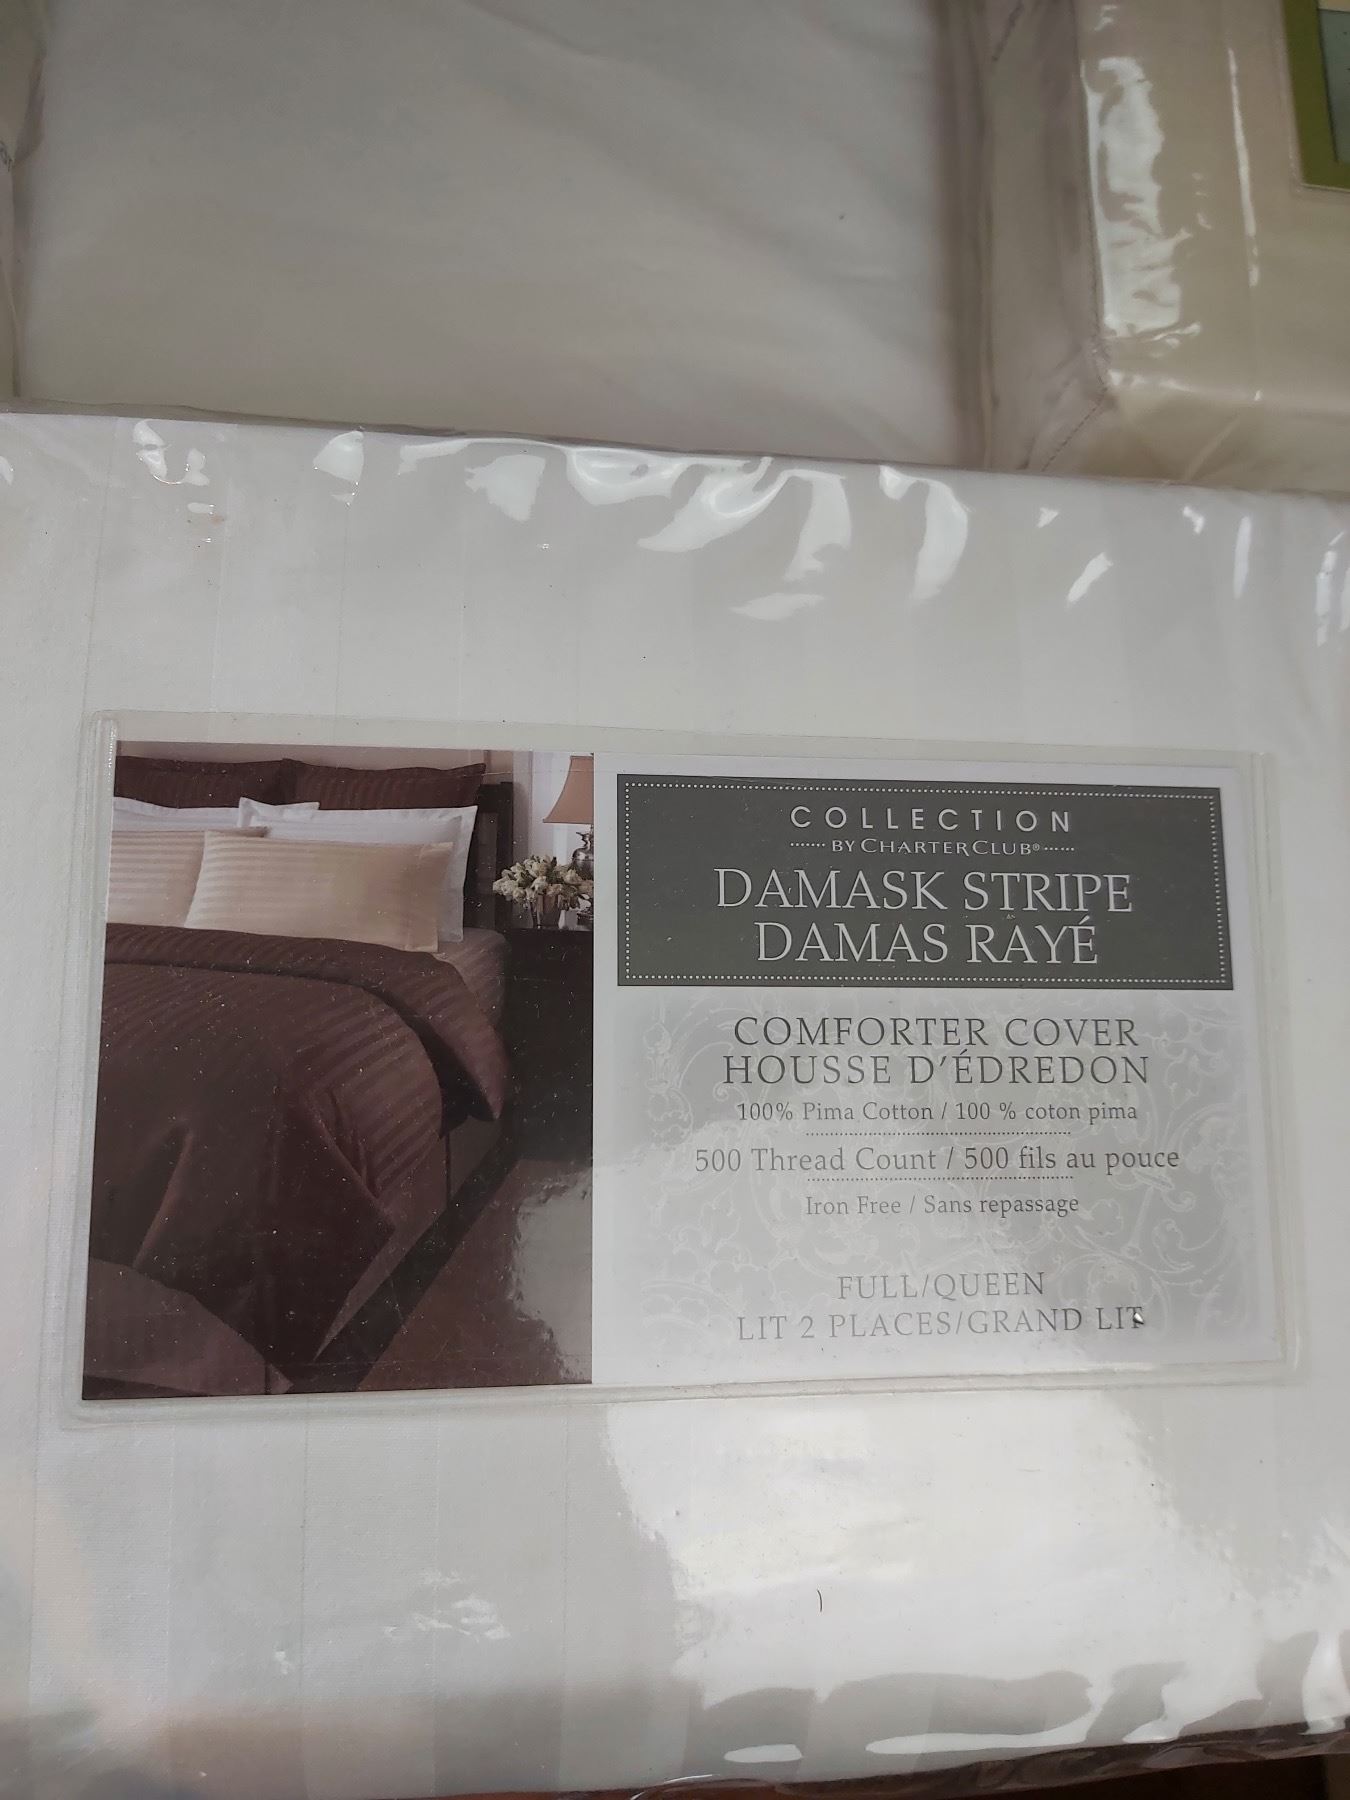 COLLECTION
BY CHARTER CLUB®
DAMASK STRIPE
DAMAS RAYÉ
COMFORTER COVER
HOUSSE D'ÉDREDON
100% Pima Cotton / 100 % coton pima
500 Thread Count / 500 fils au pouce
Iron Free / Sans repassage
FULL/QUEEN
LIT 2 PLACES/GRAND LIT